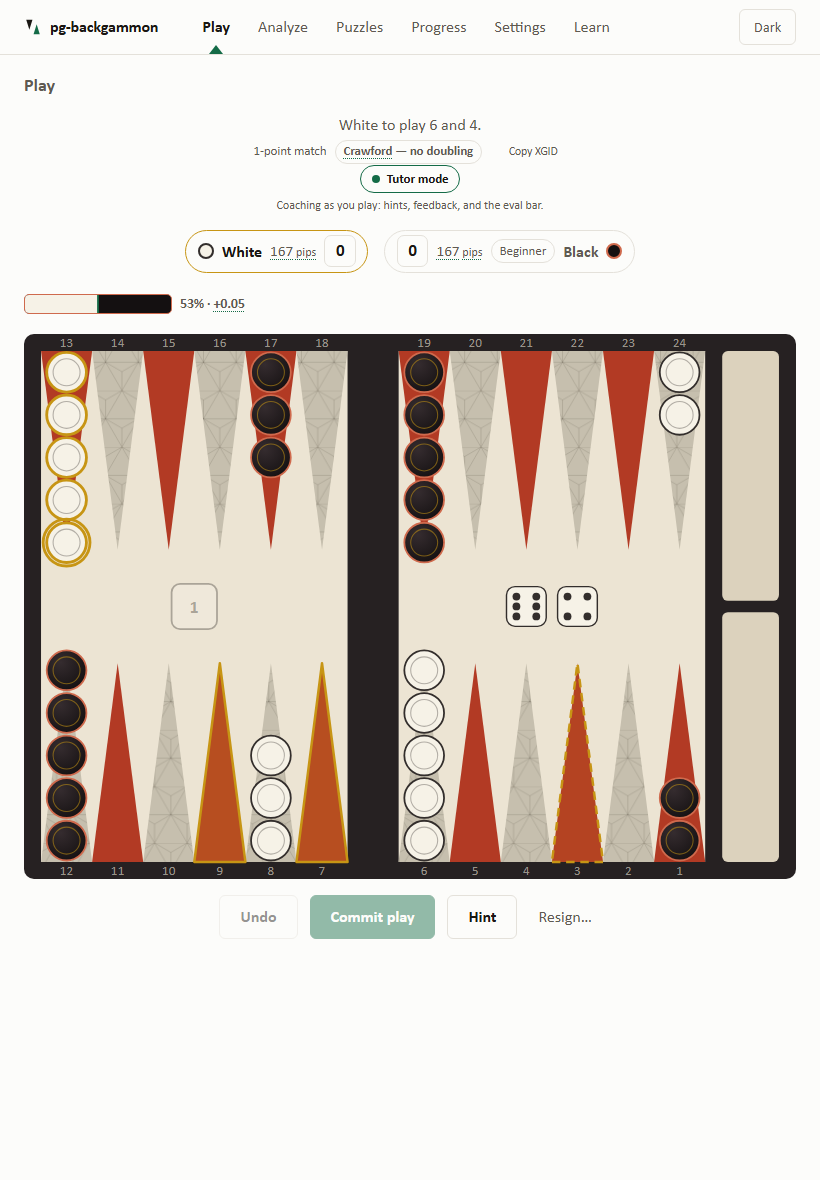 pg-backgammon Play Analyze Puzzles Progress Settings Learn Dark
Play
White to play 6 and 4.
1-point match Crawford — no doubling Copy XGID
Tutor mode
Coaching as you play: hints, feedback, and the eval bar.
White 167 pips 0 0 167 pips Beginner Black
53% · +0.05
13 14 15 16 17 18 19 20 21 22 23 24
1
12 11 10 9 8 7 6 5 4 3 2 1
Undo Commit play Hint Resign...